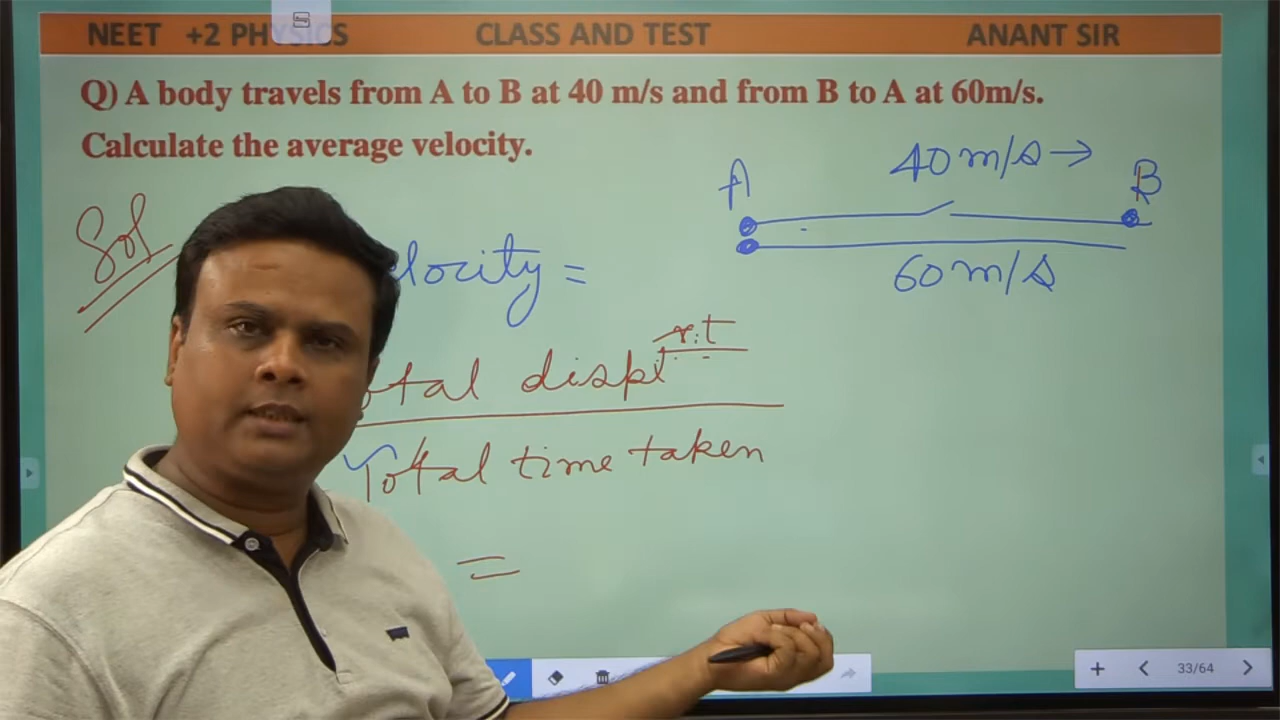 NEET +2 PHYSICS CLASS AND TEST ANANT SIR
Q) A body travels from A to B at 40 m/s and from B to A at 60m/s.
Calculate the average velocity.
40 m/s →
A
B
Sol
locity =
60 m/s
r.t
otal displ
Total time taken
=
33/64